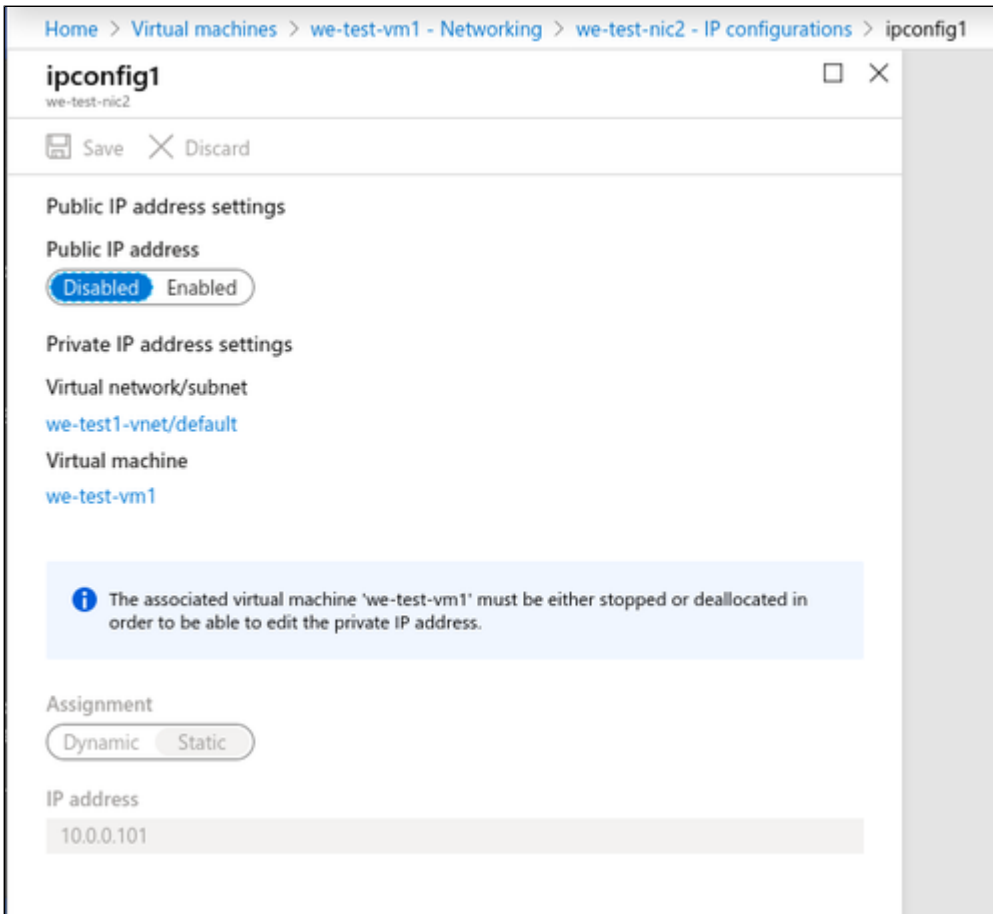 Home > Virtual machines > we-test-vm1 - Networking > we-test-nic2 - IP configurations > ipconfig1
ipconfig1
we-test-nic2
Save Discard
Public IP address settings
Public IP address
Disabled Enabled
Private IP address settings
Virtual network/subnet
we-test1-vnet/default
Virtual machine
we-test-vm1
The associated virtual machine 'we-test-vm1' must be either stopped or deallocated in
order to be able to edit the private IP address.
Assignment
Dynamic Static
IP address
10.0.0.101